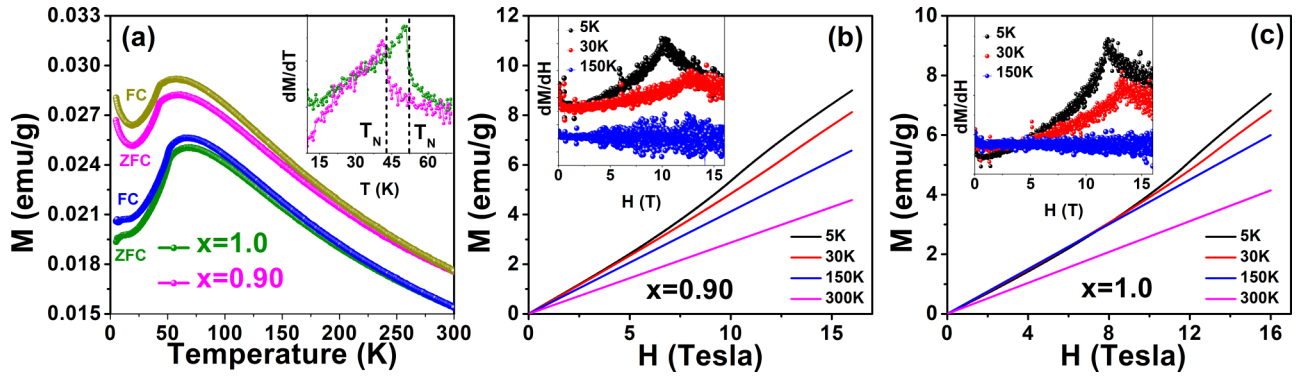 (a)
0.033
0.030
0.027
0.024
0.021
0.018
0.015
M (emu/g)
FC
ZFC
FC
ZFC
x=1.0
x=0.90
0 50 100 150 200 250 300
Temperature (K)
dM/dT
T_N T_N
15 30 45 60
T (K)
(b)
12
10
8
6
4
2
0
M (emu/g)
5K
30K
150K
dM/dH
0 5 10 15
H (T)
5K
30K
150K
300K
x=0.90
0 5 10 15
H (Tesla)
(c)
10
8
6
4
2
0
M (emu/g)
5K
30K
150K
dM/dH
0 5 10 15
H (T)
5K
30K
150K
300K
x=1.0
0 4 8 12 16
H (Tesla)